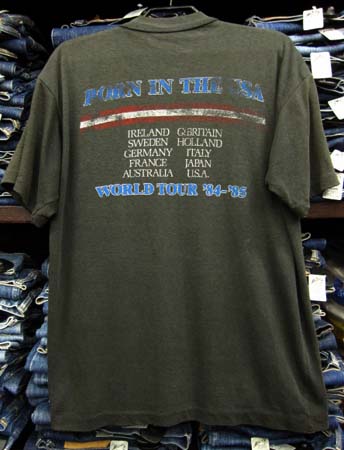 BORN IN THE USA
IRELAND G.BRITAIN
SWEDEN HOLLAND
GERMANY ITALY
FRANCE JAPAN
AUSTRALIA U.S.A.
WORLD TOUR '84-'85